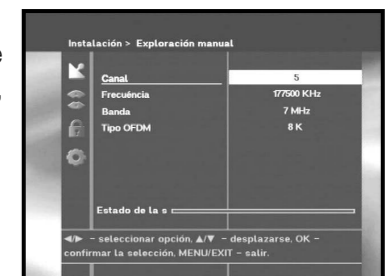 Instalación > Exploración manual
Canal 5
Frecuéncia 177500 KHz
Banda 7 MHz
Tipo OFDM 8 K
Estado de la s
◄/► – seleccionar opción, ▲/▼ – desplazarse, OK –
confirmar la selección, MENU/EXIT – salir.